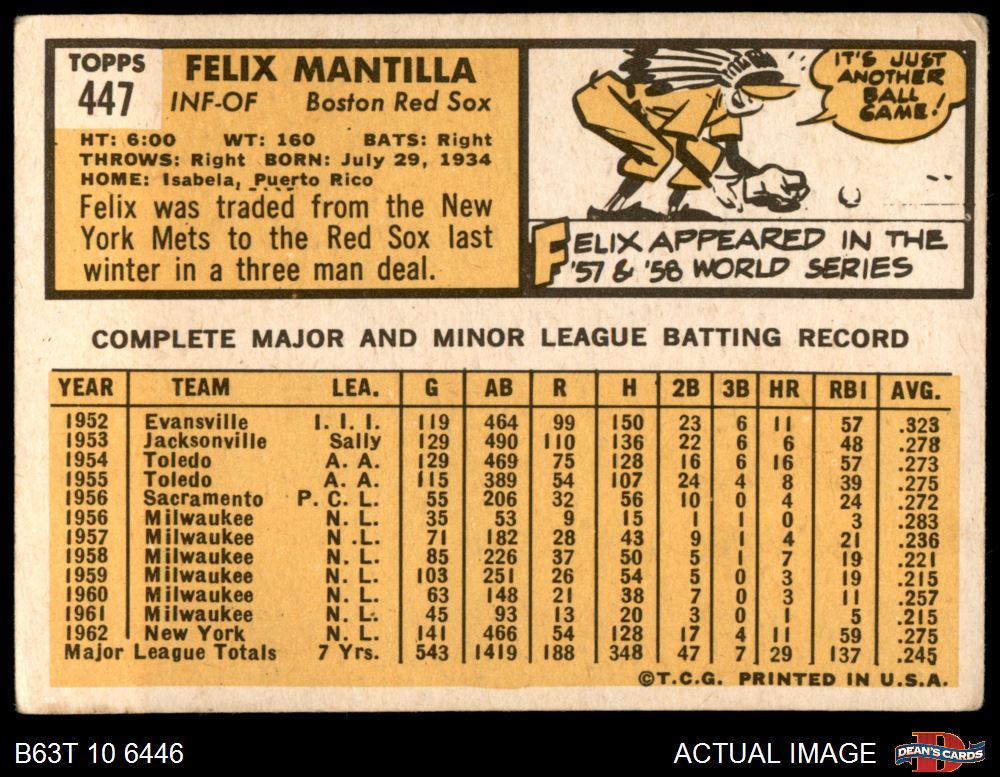 TOPPS
447
FELIX MANTILLA
INF-OF Boston Red Sox
HT: 6:00 WT: 160 BATS: Right
THROWS: Right BORN: July 29, 1934
HOME: Isabela, Puerto Rico
Felix was traded from the New
York Mets to the Red Sox last
winter in a three man deal.
IT'S JUST
ANOTHER
BALL
GAME!
FELIX APPEARED IN THE
'57 & '58 WORLD SERIES
COMPLETE MAJOR AND MINOR LEAGUE BATTING RECORD
YEAR TEAM LEA. G AB R H 2B 3B HR RBI AVG.
1952 Evansville I. I. I. 119 464 99 150 23 6 11 57 .323
1953 Jacksonville Sally 129 490 110 136 22 6 6 48 .278
1954 Toledo A. A. 129 469 75 128 16 6 16 57 .273
1955 Toledo A. A. 115 389 54 107 24 4 8 39 .275
1956 Sacramento P. C. L. 55 206 32 56 10 0 4 24 .272
1956 Milwaukee N. L. 35 53 9 15 1 1 0 3 .283
1957 Milwaukee N .L. 71 182 28 43 9 1 4 21 .236
1958 Milwaukee N. L. 85 226 37 50 5 1 7 19 .221
1959 Milwaukee N. L. 103 251 26 54 5 0 3 19 .215
1960 Milwaukee N. L. 63 148 21 38 7 0 3 11 .257
1961 Milwaukee N. L. 45 93 13 20 3 0 1 5 .215
1962 New York N. L. 141 466 54 128 17 4 11 59 .275
Major League Totals 7 Yrs. 543 1419 188 348 47 7 29 137 .245
©T.C.G. PRINTED IN U.S.A.
B63T 10 6446
ACTUAL IMAGE
DEAN'S CARDS